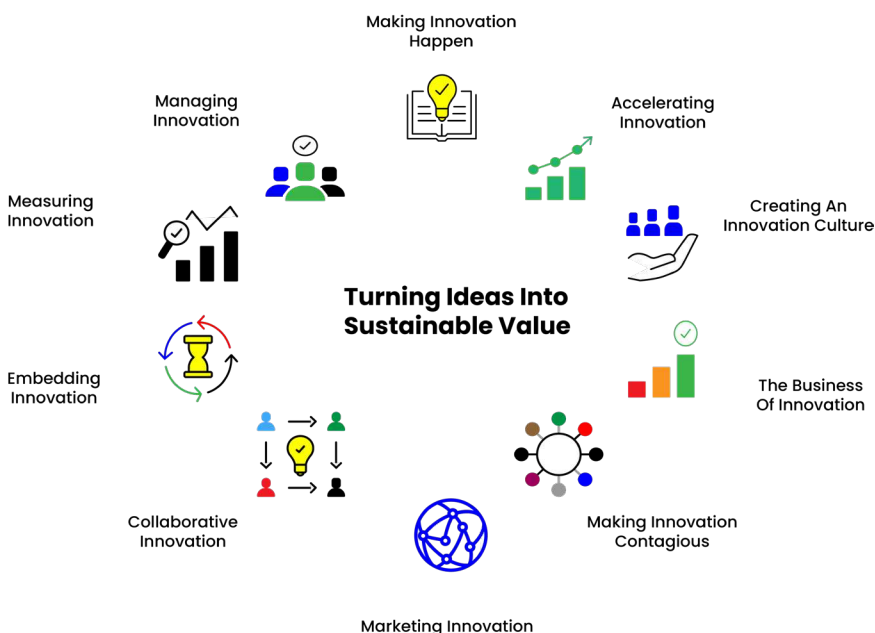 Making Innovation
Happen
Managing
Innovation
Accelerating
Innovation
Measuring
Innovation
Creating An
Innovation Culture
Turning Ideas Into
Sustainable Value
Embedding
Innovation
The Business
Of Innovation
Collaborative
Innovation
Making Innovation
Contagious
Marketing Innovation